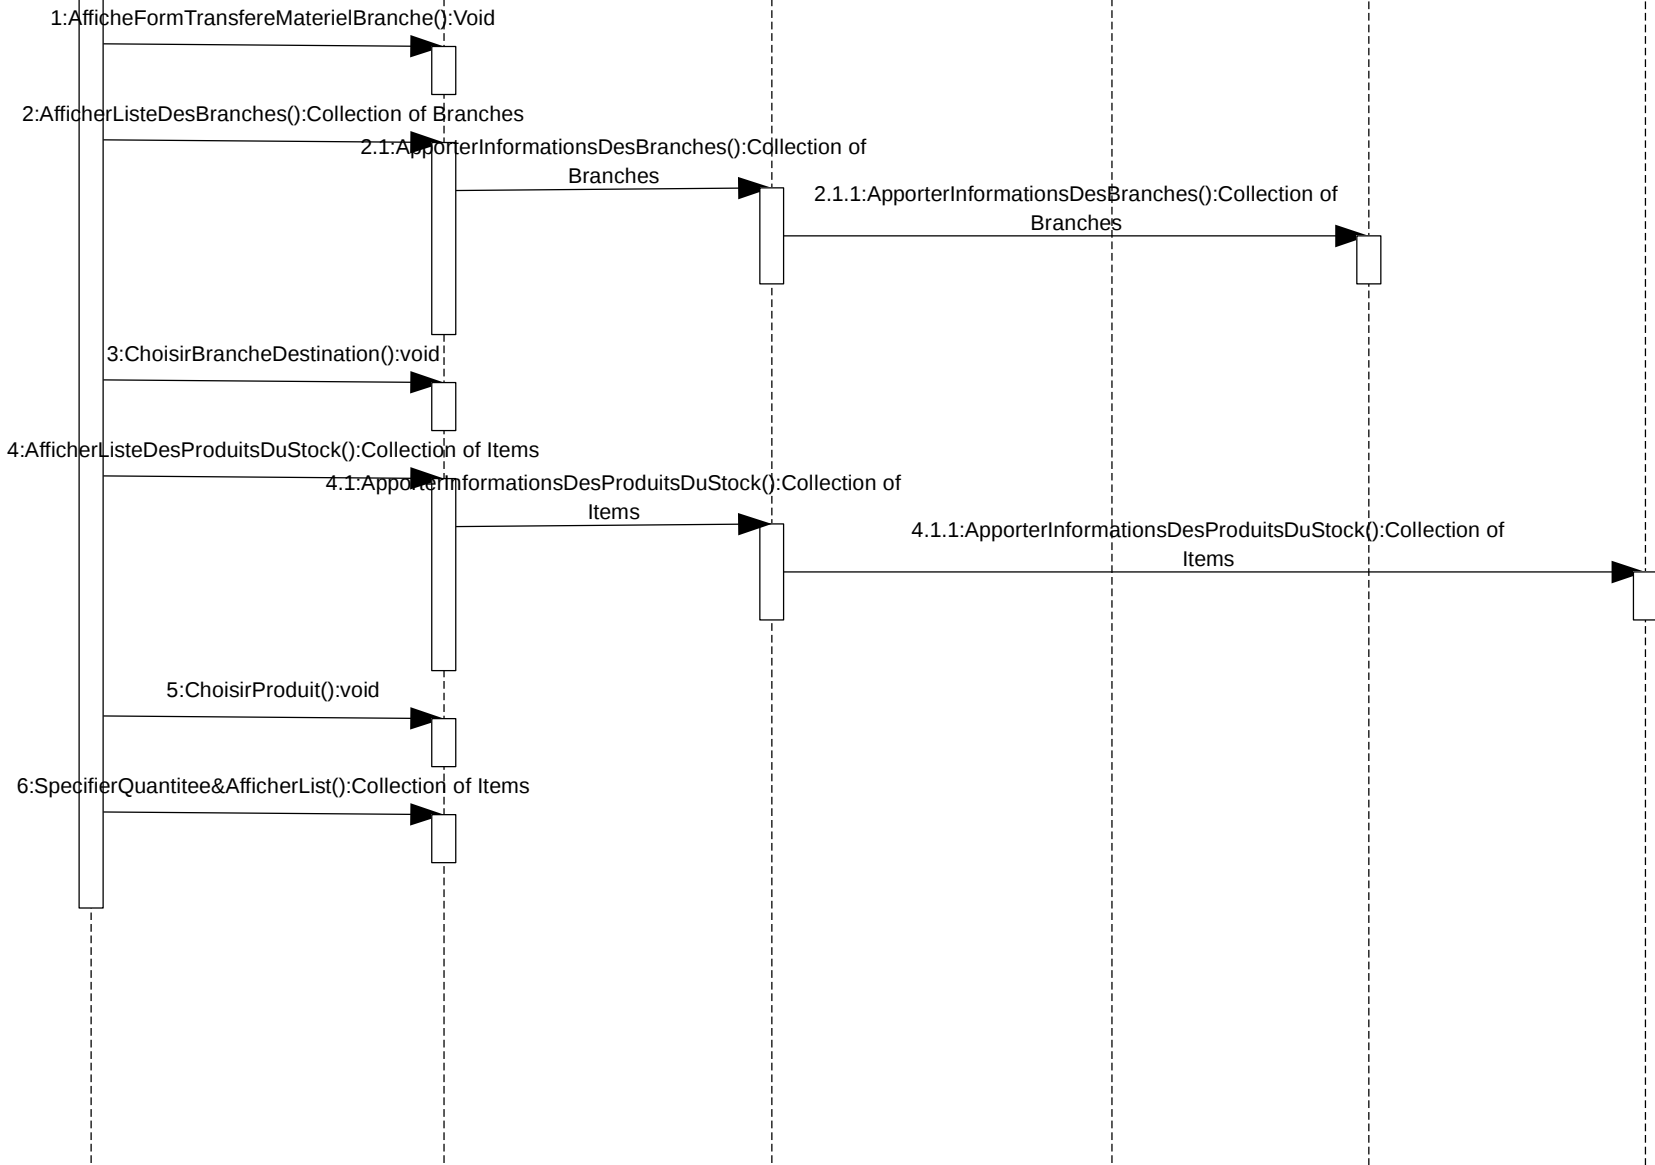 1:AfficheFormTransfereMaterielBranche():Void
2:AfficherListeDesBranches():Collection of Branches
2.1:ApporterInformationsDesBranches():Collection of
Branches
2.1.1:ApporterInformationsDesBranches():Collection of
Branches
3:ChoisirBrancheDestination():void
4:AfficherListeDesProduitsDuStock():Collection of Items
4.1:ApporterInformationsDesProduitsDuStock():Collection of
Items
4.1.1:ApporterInformationsDesProduitsDuStock():Collection of
Items
5:ChoisirProduit():void
6:SpecifierQuantitee&AfficherList():Collection of Items